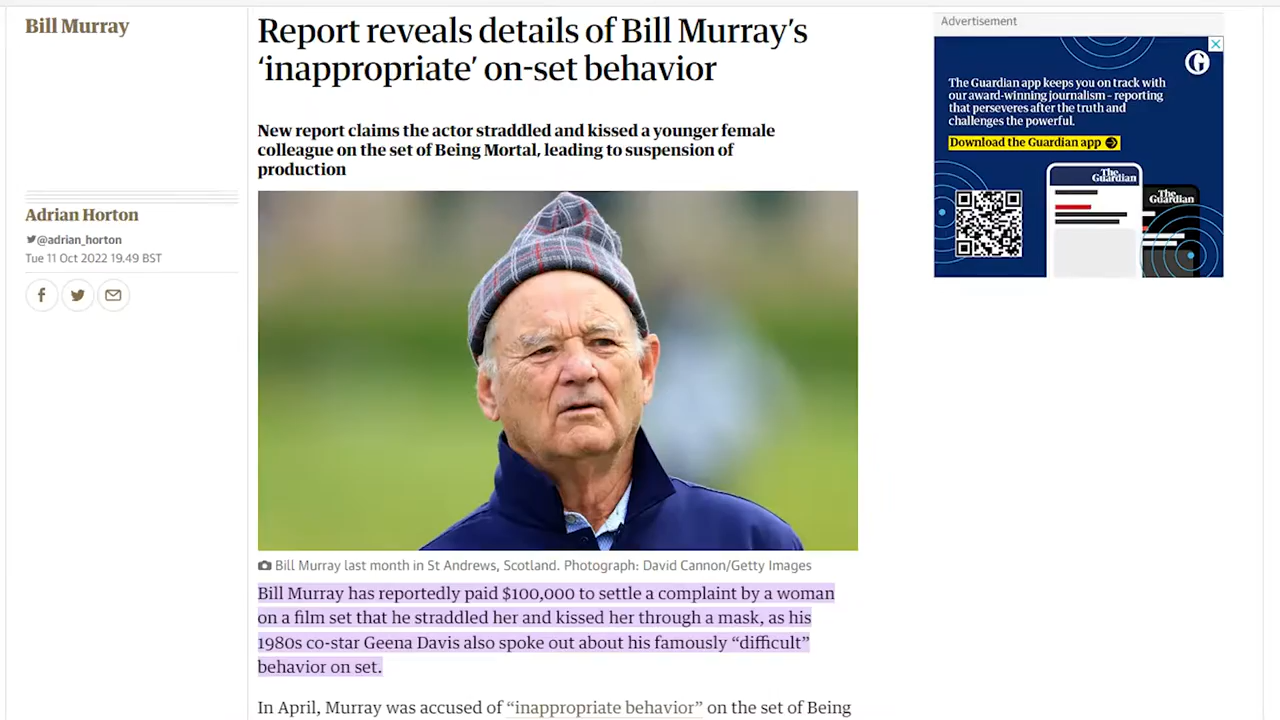 Bill Murray
Report reveals details of Bill Murray’s
‘inappropriate’ on-set behavior
New report claims the actor straddled and kissed a younger female
colleague on the set of Being Mortal, leading to suspension of
production
Adrian Horton
@adrian_horton
Tue 11 Oct 2022 19.49 BST
Bill Murray last month in St Andrews, Scotland. Photograph: David Cannon/Getty Images
Bill Murray has reportedly paid $100,000 to settle a complaint by a woman
on a film set that he straddled her and kissed her through a mask, as his
1980s co-star Geena Davis also spoke out about his famously “difficult”
behavior on set.
In April, Murray was accused of “inappropriate behavior” on the set of Being
Advertisement
G
The Guardian app keeps you on track with
our award-winning journalism – reporting
that perseveres after the truth and
challenges the powerful.
Download the Guardian app
The
Guardian
The
Guardian